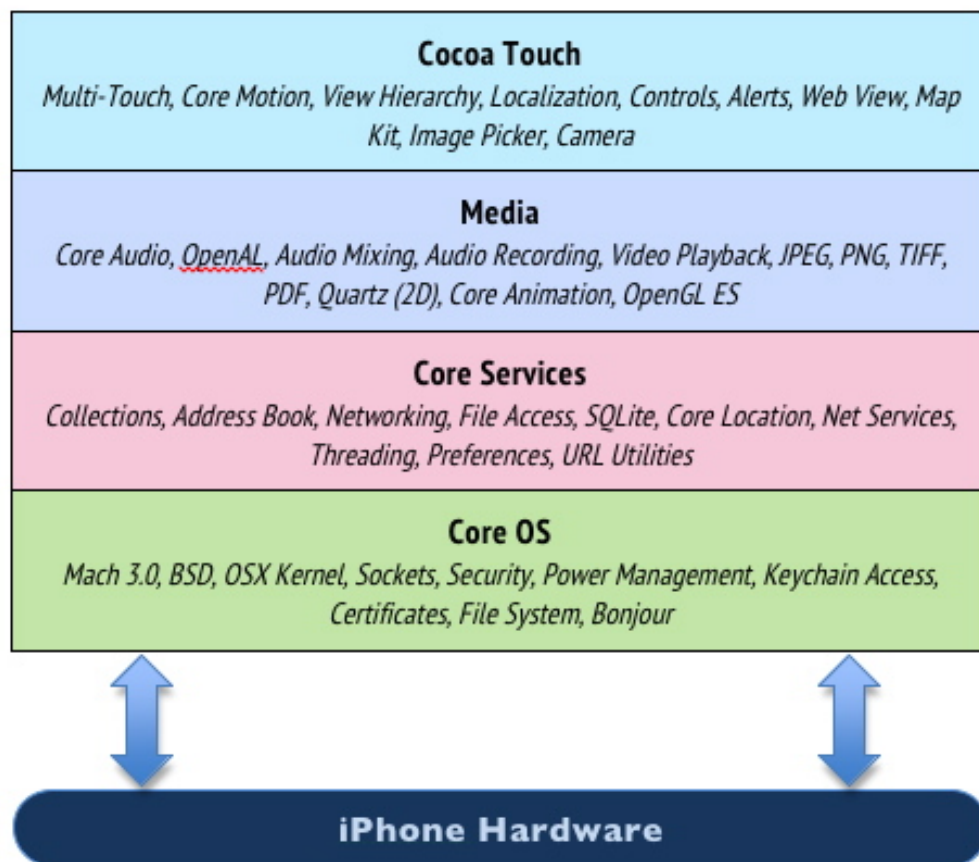 Cocoa Touch
Multi-Touch, Core Motion, View Hierarchy, Localization, Controls, Alerts, Web View, Map
Kit, Image Picker, Camera
Media
Core Audio, OpenAL, Audio Mixing, Audio Recording, Video Playback, JPEG, PNG, TIFF,
PDF, Quartz (2D), Core Animation, OpenGL ES
Core Services
Collections, Address Book, Networking, File Access, SQLite, Core Location, Net Services,
Threading, Preferences, URL Utilities
Core OS
Mach 3.0, BSD, OSX Kernel, Sockets, Security, Power Management, Keychain Access,
Certificates, File System, Bonjour
iPhone Hardware